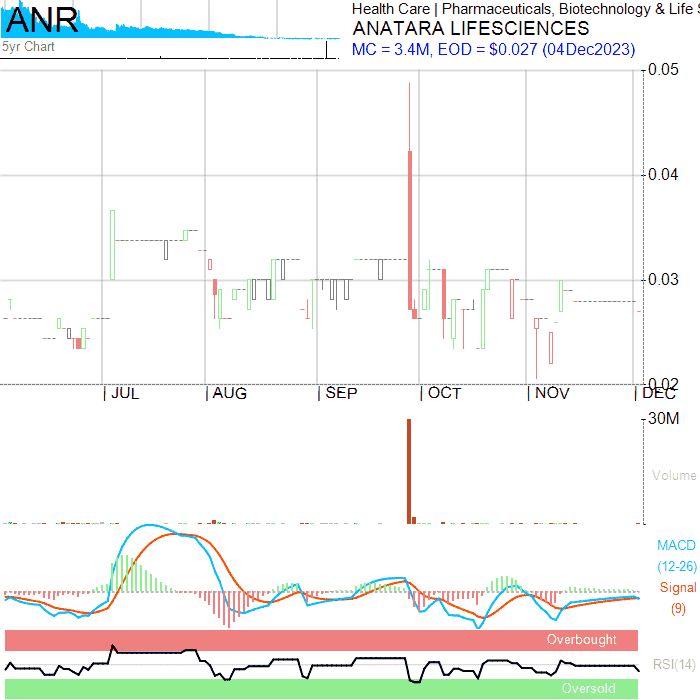 ANR
5yr Chart
Health Care | Pharmaceuticals, Biotechnology & Life S
ANATARA LIFESCIENCES
MC = 3.4M, EOD = $0.027 (04Dec2023)
0.05
0.04
0.03
0.02
JUL
AUG
SEP
OCT
NOV
DEC
30M
Volume
MACD
(12-26)
Signal
(9)
Overbought
RSI(14)
Oversold